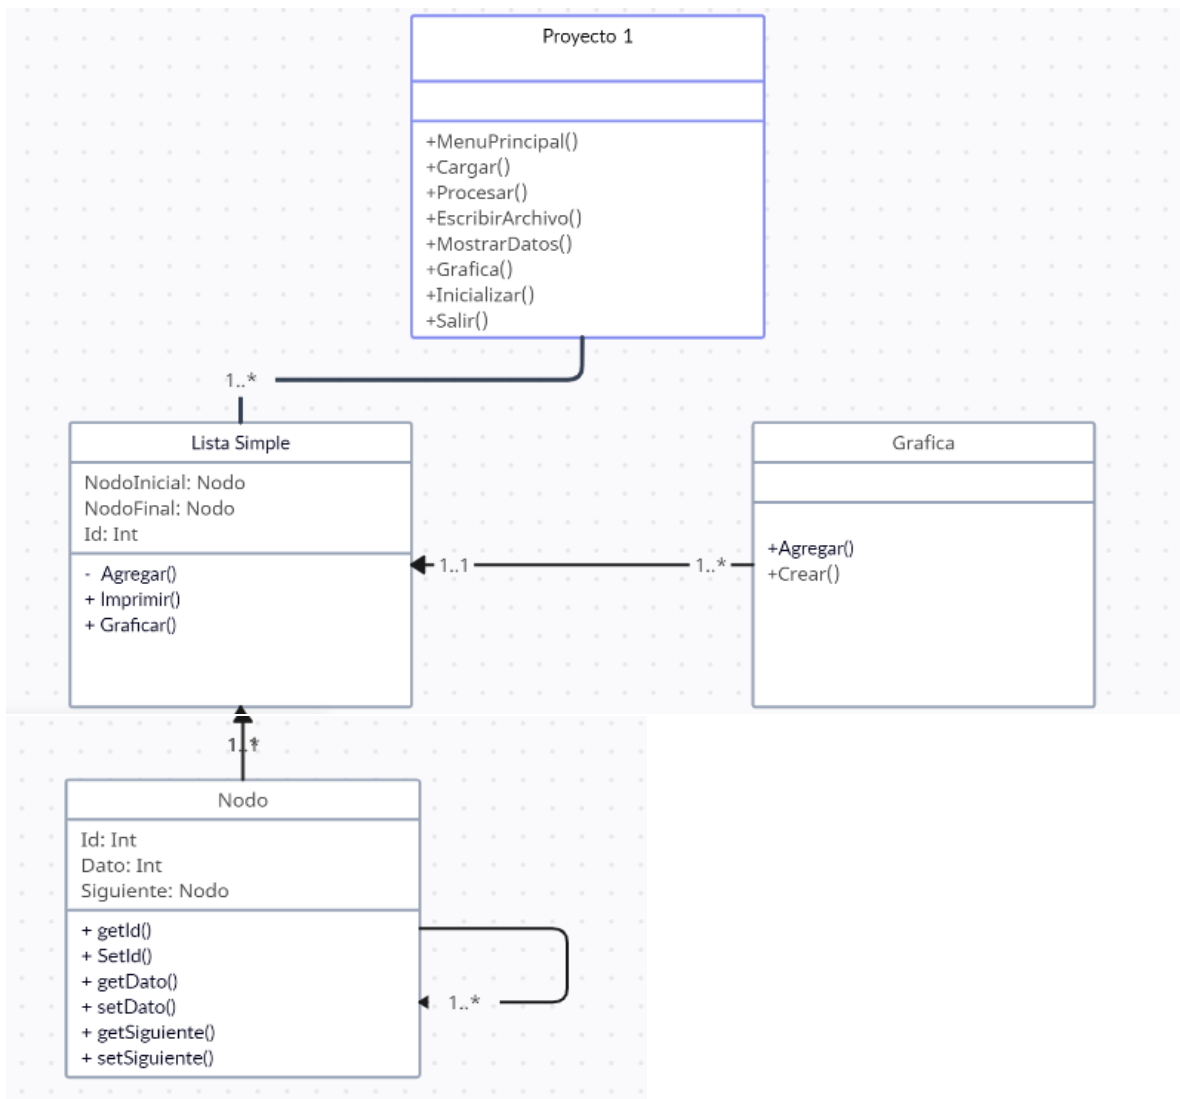 Proyecto 1
+MenuPrincipal()
+Cargar()
+Procesar()
+EscribirArchivo()
+MostrarDatos()
+Grafica()
+Inicializar()
+Salir()
1..*
Lista Simple
NodoInicial: Nodo
NodoFinal: Nodo
Id: Int
- Agregar()
+ Imprimir()
+ Graficar()
1..1
1..*
Grafica
+Agregar()
+Crear()
Nodo
Id: Int
Dato: Int
Siguiente: Nodo
+ getId()
+ SetId()
+ getDato()
+ setDato()
+ getSiguiente()
+ setSiguiente()
1..*